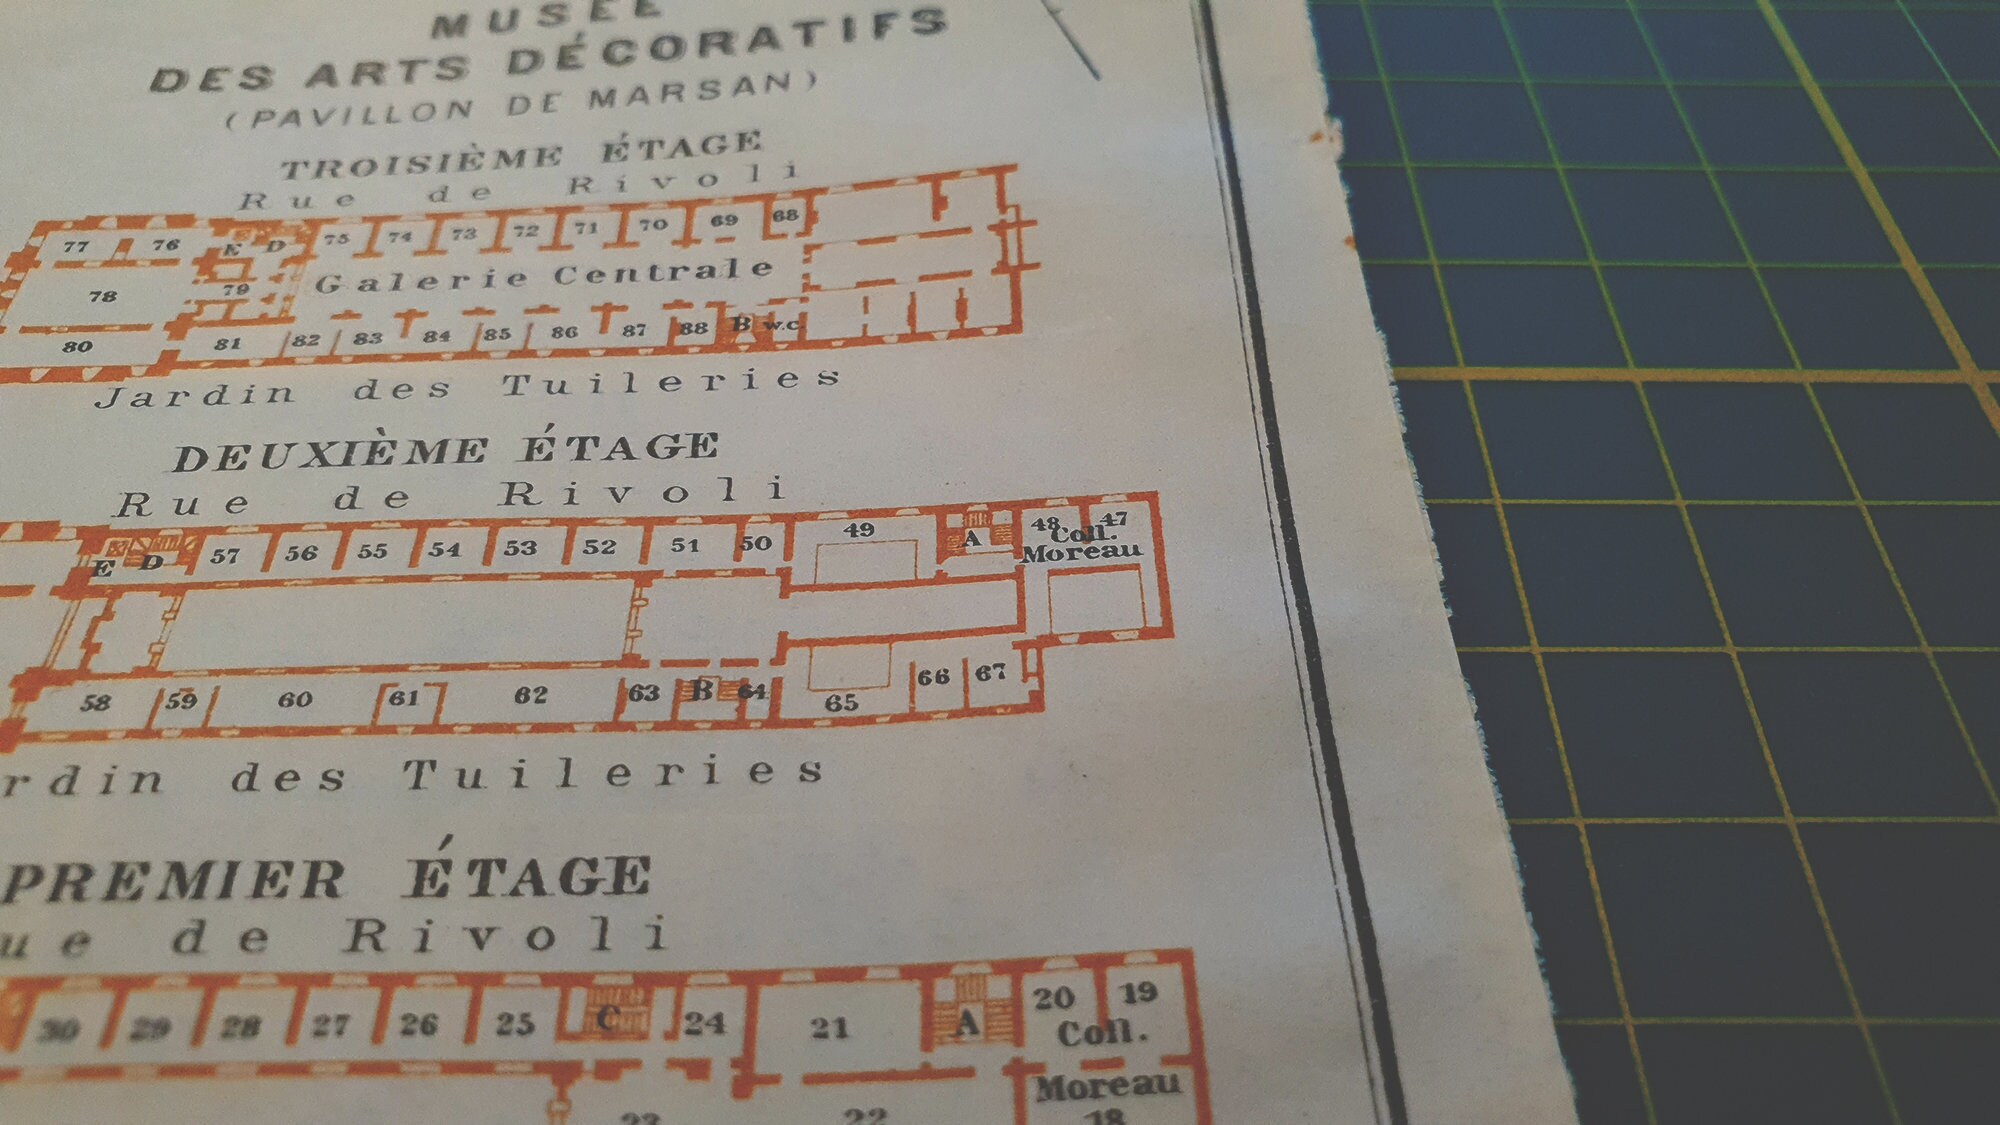 MUSÉE
DES ARTS DÉCORATIFS
(PAVILLON DE MARSAN)
TROISIÈME ÉTAGE
Rue de Rivoli
77 76 E D 75 74 73 72 71 70 69 68
78 79 Galerie Centrale
80 81 82 83 84 85 86 87 88 B w.c.
Jardin des Tuileries
DEUXIÈME ÉTAGE
Rue de Rivoli
E D 57 56 55 54 53 52 51 50 49 A 48 47
Coll.
Moreau
58 59 60 61 62 63 B 64 65 66 67
rdin des Tuileries
PREMIER ÉTAGE
ue de Rivoli
30 29 28 27 26 25 C 24 21 A 20 19
Coll.
Moreau
22 18